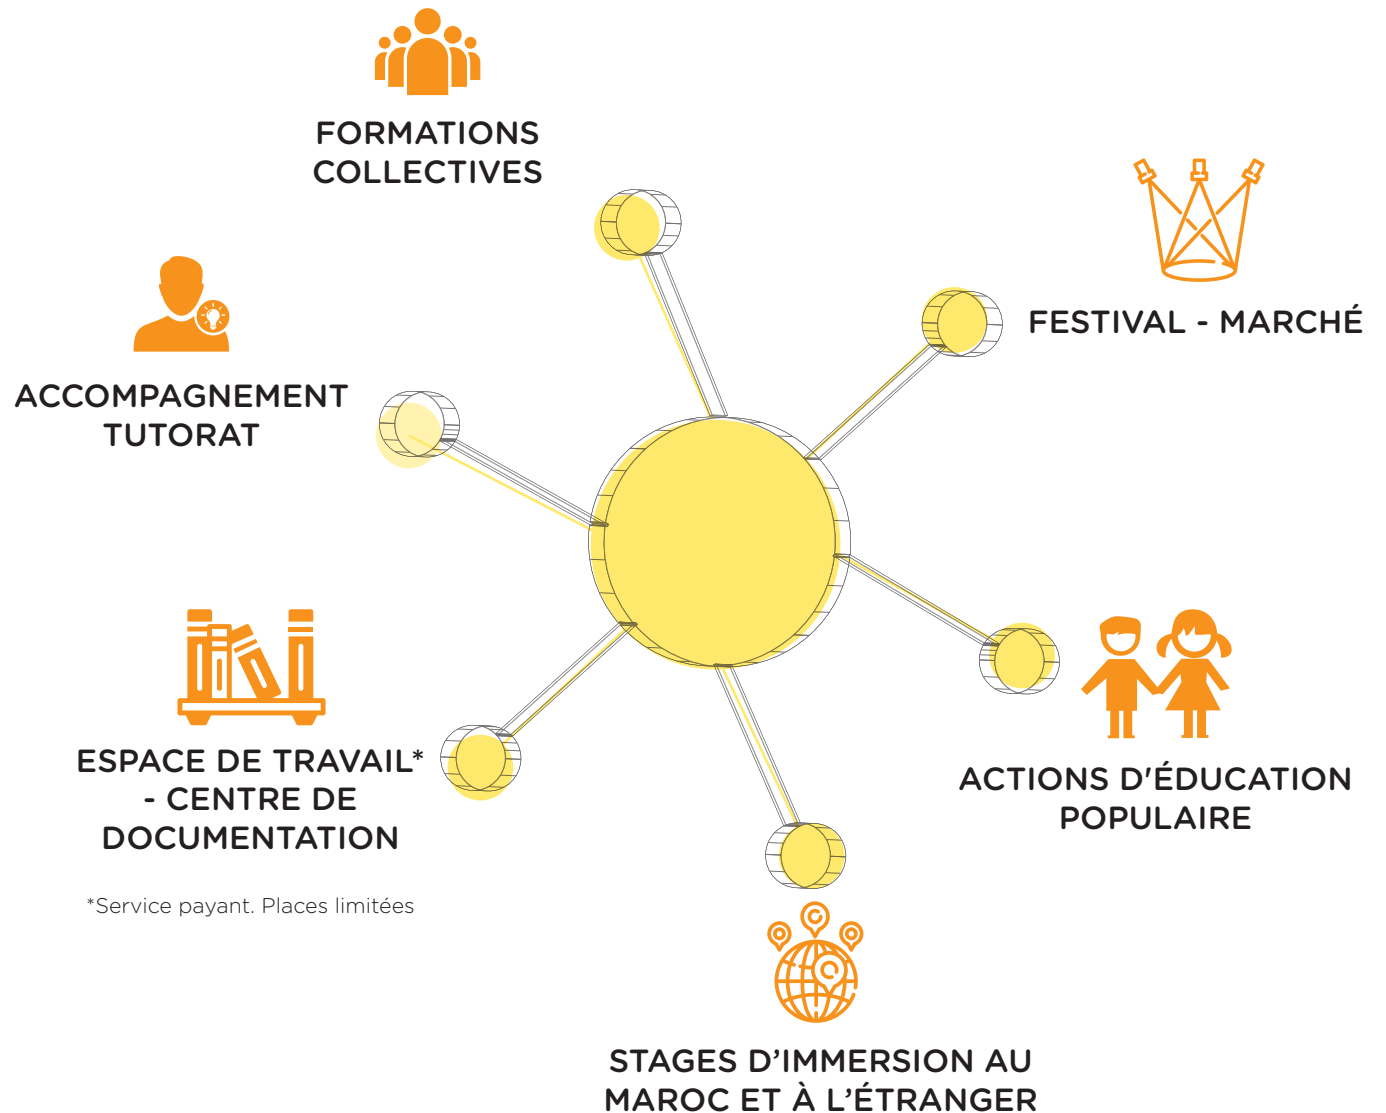 FORMATIONS
COLLECTIVES
FESTIVAL - MARCHÉ
ACCOMPAGNEMENT
TUTORAT
ESPACE DE TRAVAIL*
- CENTRE DE
DOCUMENTATION
*Service payant. Places limitées
ACTIONS D'ÉDUCATION
POPULAIRE
STAGES D’IMMERSION AU
MAROC ET À L’ÉTRANGER